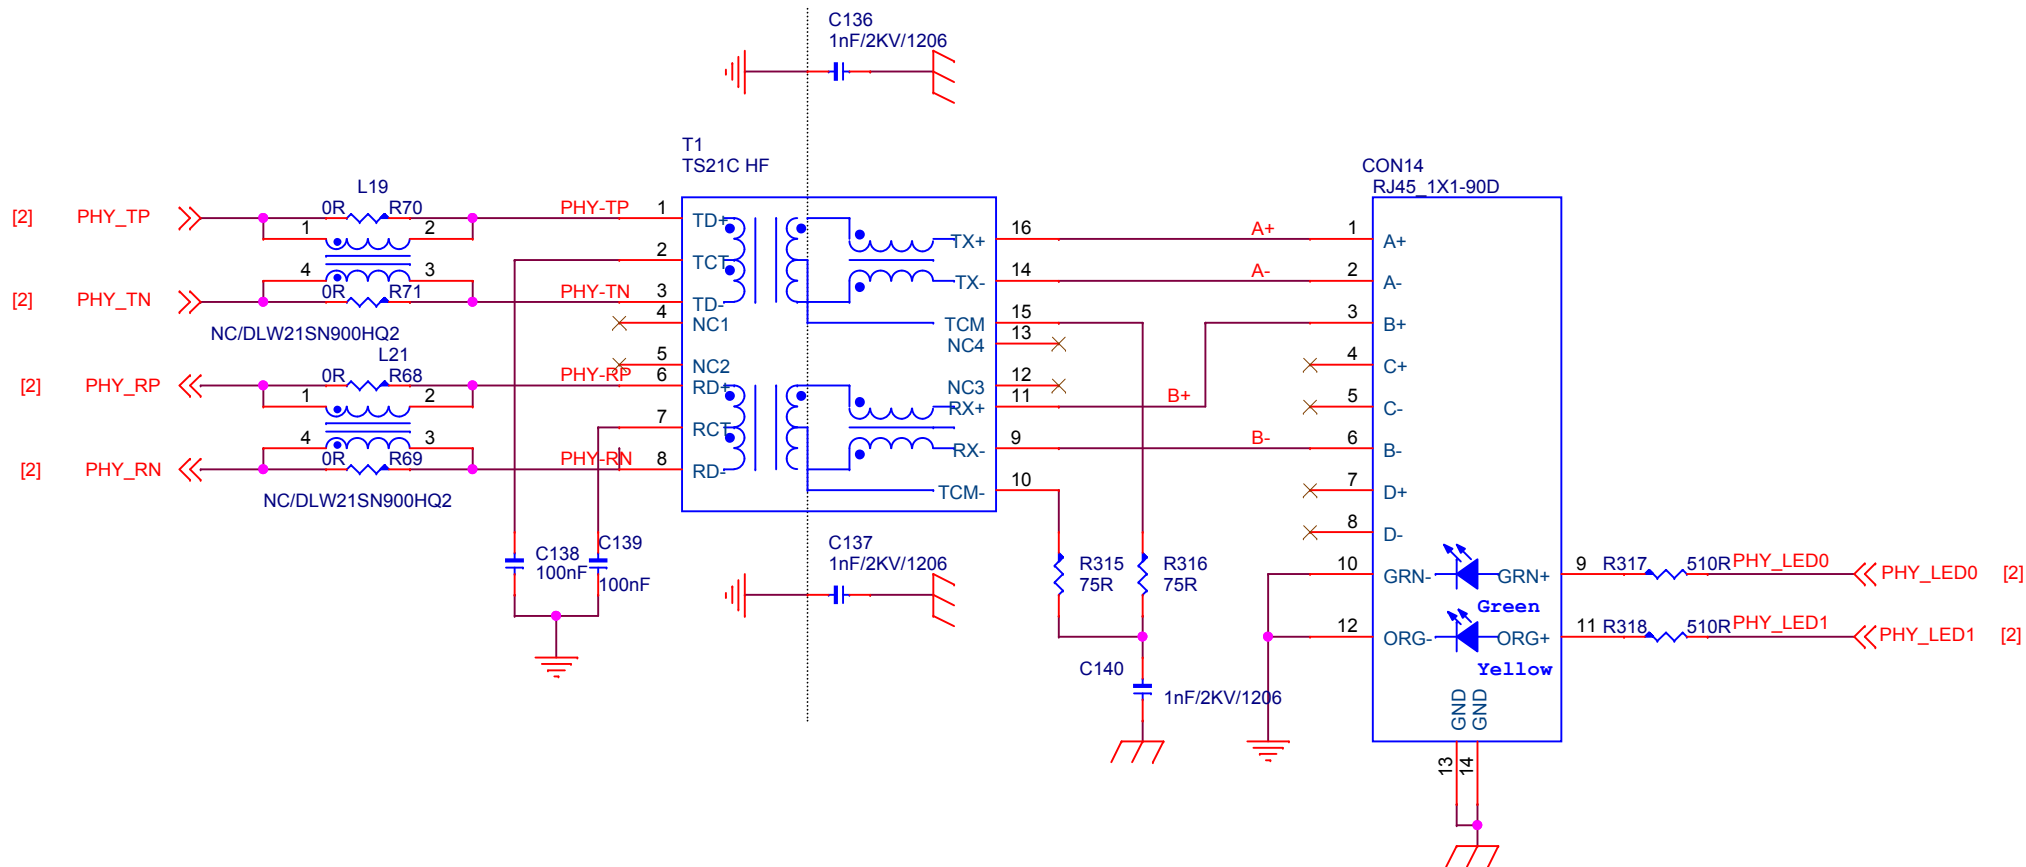 C136
1nF/2KV/1206
T1
TS21C HF
CON14
RJ45_1X1-90D
L19
[2] PHY_TP
0R R70
1 2
PHY-TP
4 3
[2] PHY_TN
0R R71
PHY-TN
NC/DLW21SN900HQ2
L21
[2] PHY_RP
0R R68
1 2
PHY-RP
4 3
[2] PHY_RN
0R R69
PHY-RN
NC/DLW21SN900HQ2
1 TD+
2 TCT
3 TD-
4 NC1
5 NC2
6 RD+
7 RCT
8 RD-
TX+ 16
TX- 14
TCM 15
NC4 13
NC3 12
RX+ 11
RX- 9
TCM- 10
A+
A-
B+
B-
1 A+
2 A-
3 B+
4 C+
5 C-
6 B-
7 D+
8 D-
10 GRN- GRN+ 9
Green
12 ORG- ORG+ 11
Yellow
GND
GND
13
14
R317 510R PHY_LED0 PHY_LED0 [2]
R318 510R PHY_LED1 PHY_LED1 [2]
C138
100nF
C139
100nF
C137
1nF/2KV/1206
R315
75R
R316
75R
C140
1nF/2KV/1206